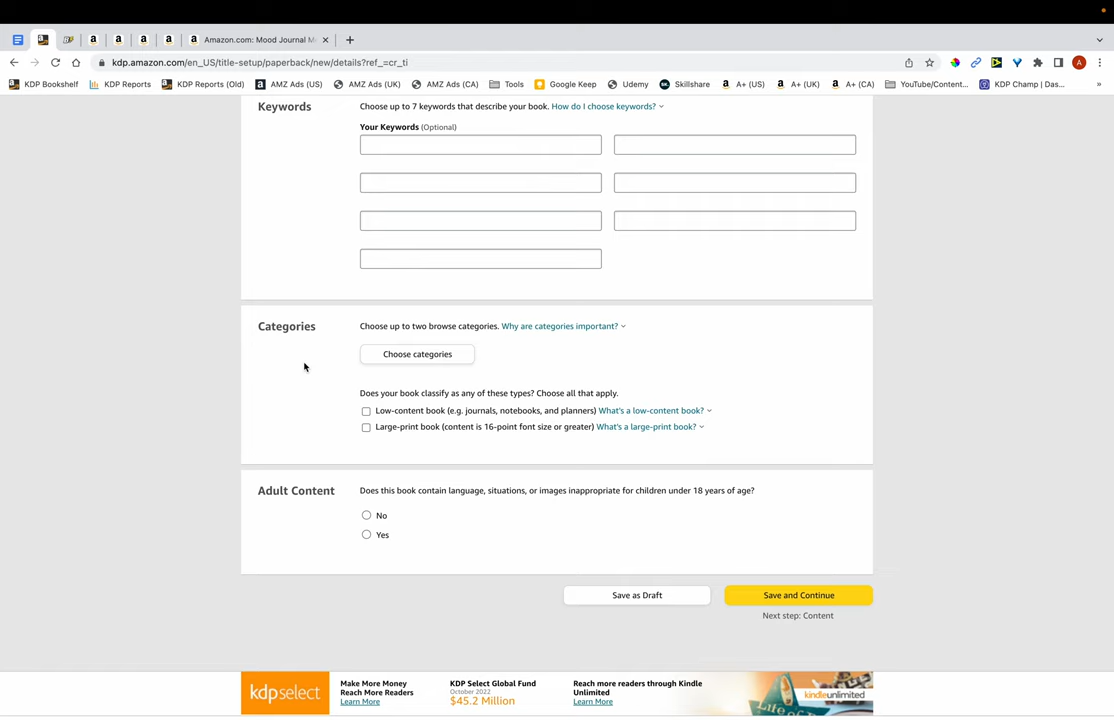 Amazon.com: Mood Journal M
kdp.amazon.com/en_US/title-setup/paperback/new/details?ref_=cr_ti
A
KDP Bookshelf KDP Reports KDP Reports (Old) AMZ Ads (US) AMZ Ads (UK) AMZ Ads (CA) Tools Google Keep Udemy Skillshare A+ (US) A+ (UK) A+ (CA) YouTube/Content... KDP Champ | Das... »
Keywords
Choose up to 7 keywords that describe your book. How do I choose keywords?
Your Keywords (Optional)
Categories
Choose up to two browse categories. Why are categories important?
Choose categories
Does your book classify as any of these types? Choose all that apply.
Low-content book (e.g. journals, notebooks, and planners) What's a low-content book?
Large-print book (content is 16-point font size or greater) What's a large-print book?
Adult Content
Does this book contain language, situations, or images inappropriate for children under 18 years of age?
No
Yes
Save as Draft
Save and Continue
Next step: Content
kdpselect
Make More Money
Reach More Readers
Learn More
KDP Select Global Fund
October 2022
$45.2 Million
Reach more readers through Kindle
Unlimited
Learn More
kindleunlimited